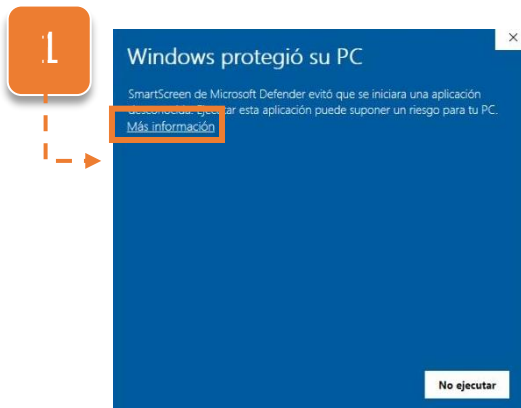 1
Windows protegió su PC
SmartScreen de Microsoft Defender evitó que se iniciara una aplicación
desconocida. Ejecutar esta aplicación puede suponer un riesgo para tu PC.
Más información
No ejecutar